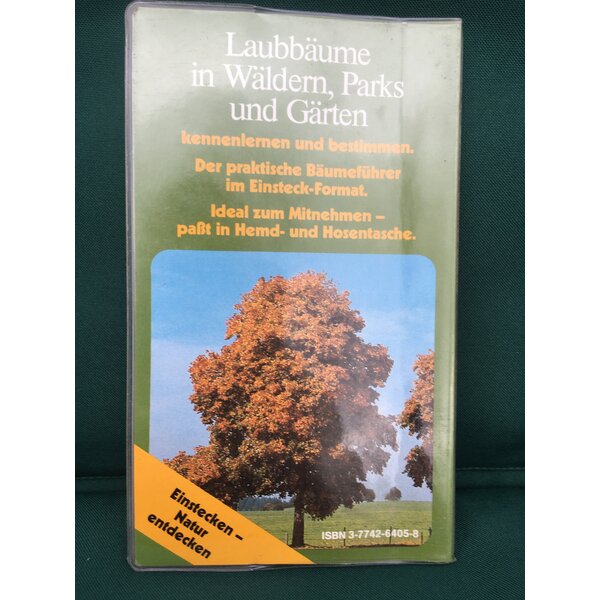 Laubbäume
in Wäldern, Parks
und Gärten
kennenlernen und bestimmen.
Der praktische Bäumeführer
im Einsteck-Format.
Ideal zum Mitnehmen –
paßt in Hemd- und Hosentasche.
Einstecken –
Natur
entdecken
ISBN 3-7742-6405-8